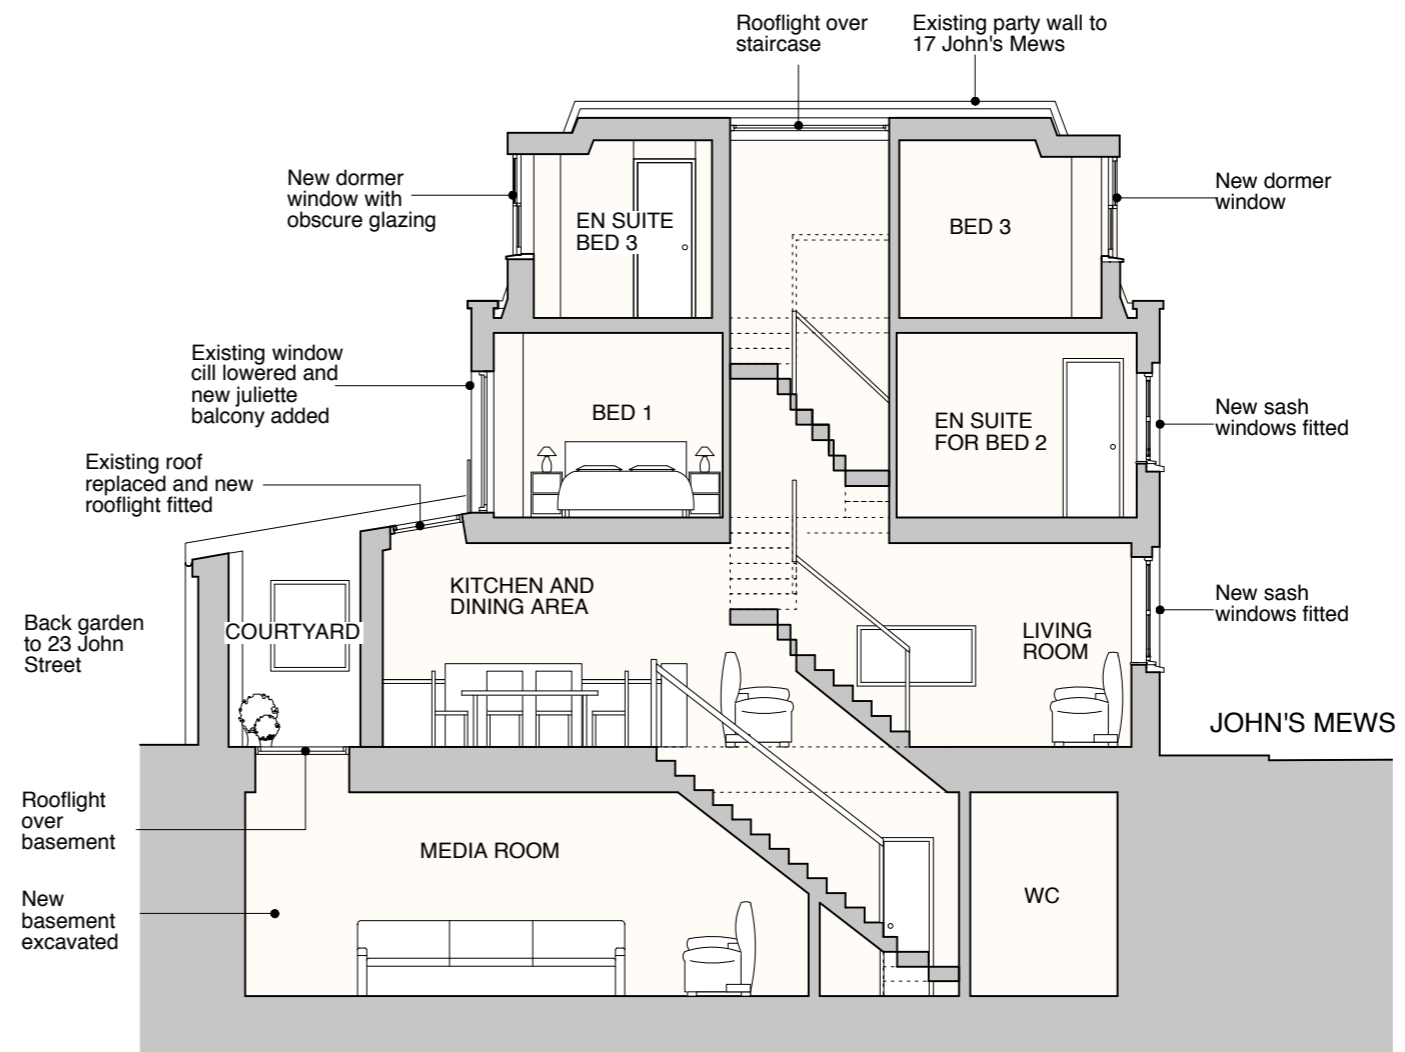 Rooflight over
staircase
Existing party wall to
17 John's Mews
New dormer
window with
obscure glazing
EN SUITE
BED 3
BED 3
New dormer
window
Existing window
cill lowered and
new juliette
balcony added
BED 1
EN SUITE
FOR BED 2
New sash
windows fitted
Existing roof
replaced and new
rooflight fitted
KITCHEN AND
DINING AREA
New sash
windows fitted
Back garden
to 23 John
Street
COURTYARD
LIVING
ROOM
JOHN'S MEWS
Rooflight
over
basement
MEDIA ROOM
New
basement
excavated
WC